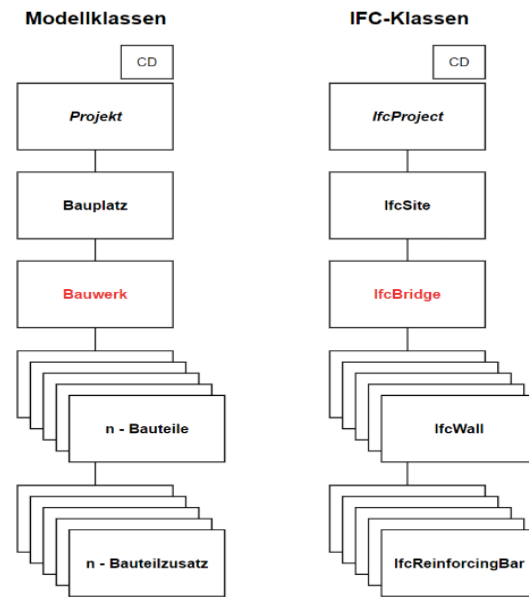 Modellklassen
CD
Projekt
Bauplatz
Bauwerk
n - Bauteile
n - Bauteilzusatz
IFC-Klassen
CD
IfcProject
IfcSite
IfcBridge
IfcWall
IfcReinforcingBar